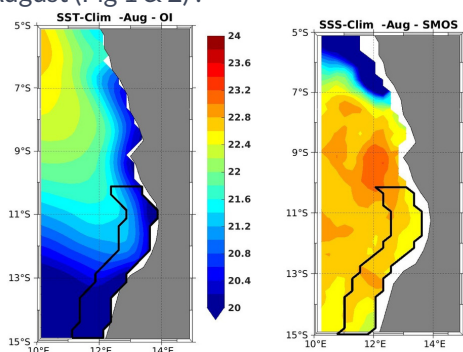 August (Fig 1 & 2) .
SST-Clim -Aug - OI
SSS-Clim -Aug - SMOS
5°S
7°S
9°S
11°S
13°S
15°S
10°E
12°E
14°E
24
23.6
23.2
22.8
22.4
22
21.6
21.2
20.8
20.4
20
5°S
7°S
9°S
11°S
13°S
15°S
10°E
12°E
14°E